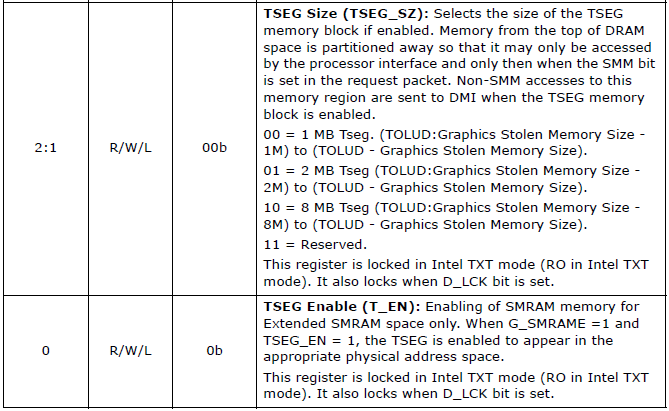 TSEG Size (TSEG_SZ): Selects the size of the TSEG
memory block if enabled. Memory from the top of DRAM
space is partitioned away so that it may only be accessed
by the processor interface and only then when the SMM bit
is set in the request packet. Non-SMM accesses to this
memory region are sent to DMI when the TSEG memory
block is enabled.
2:1 R/W/L 00b
00 = 1 MB Tseg. (TOLUD:Graphics Stolen Memory Size -
1M) to (TOLUD - Graphics Stolen Memory Size).
01 = 2 MB Tseg (TOLUD:Graphics Stolen Memory Size -
2M) to (TOLUD - Graphics Stolen Memory Size).
10 = 8 MB Tseg (TOLUD:Graphics Stolen Memory Size -
8M) to (TOLUD - Graphics Stolen Memory Size).
11 = Reserved.
This register is locked in Intel TXT mode (RO in Intel TXT
mode). It also locks when D_LCK bit is set.
TSEG Enable (T_EN): Enabling of SMRAM memory for
Extended SMRAM space only. When G_SMRAME =1 and
TSEG_EN = 1, the TSEG is enabled to appear in the
0 R/W/L 0b
appropriate physical address space.
This register is locked in Intel TXT mode (RO in Intel TXT
mode). It also locks when D_LCK bit is set.